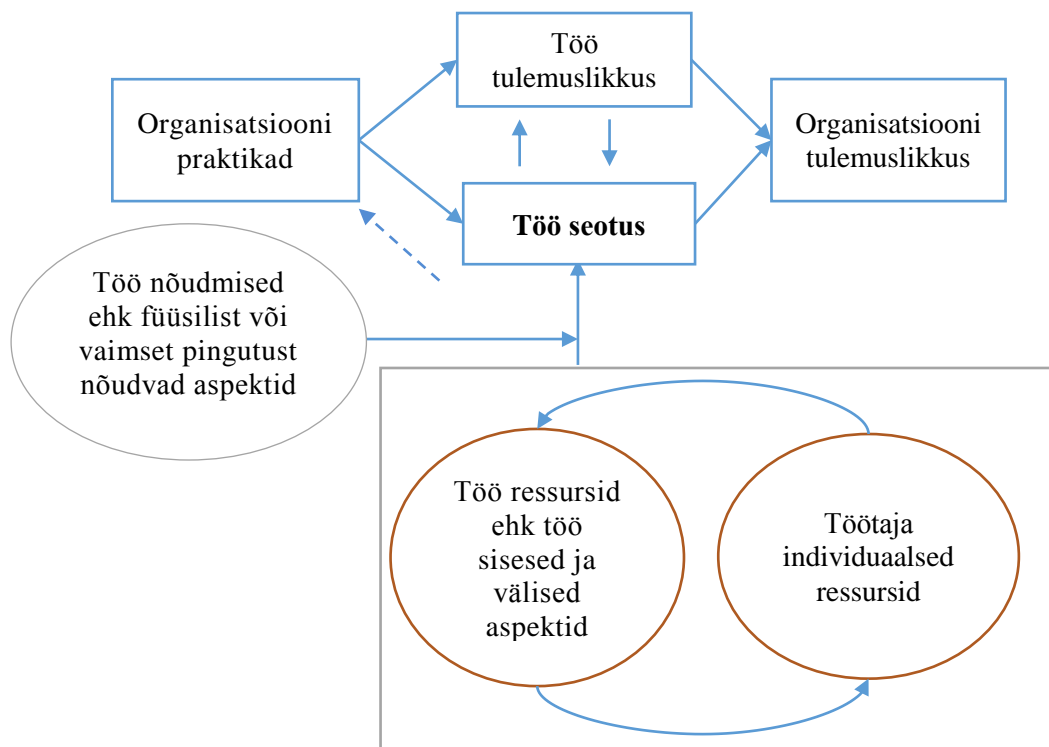 Töö
tulemuslikkus
Organisatsiooni
praktikad
Organisatsiooni
tulemuslikkus
Töö seotus
Töö nõudmised
ehk füüsilist või
vaimset pingutust
nõudvad aspektid
Töö ressursid
ehk töö
sisesed ja
välised
aspektid
Töötaja
individuaalsed
ressursid